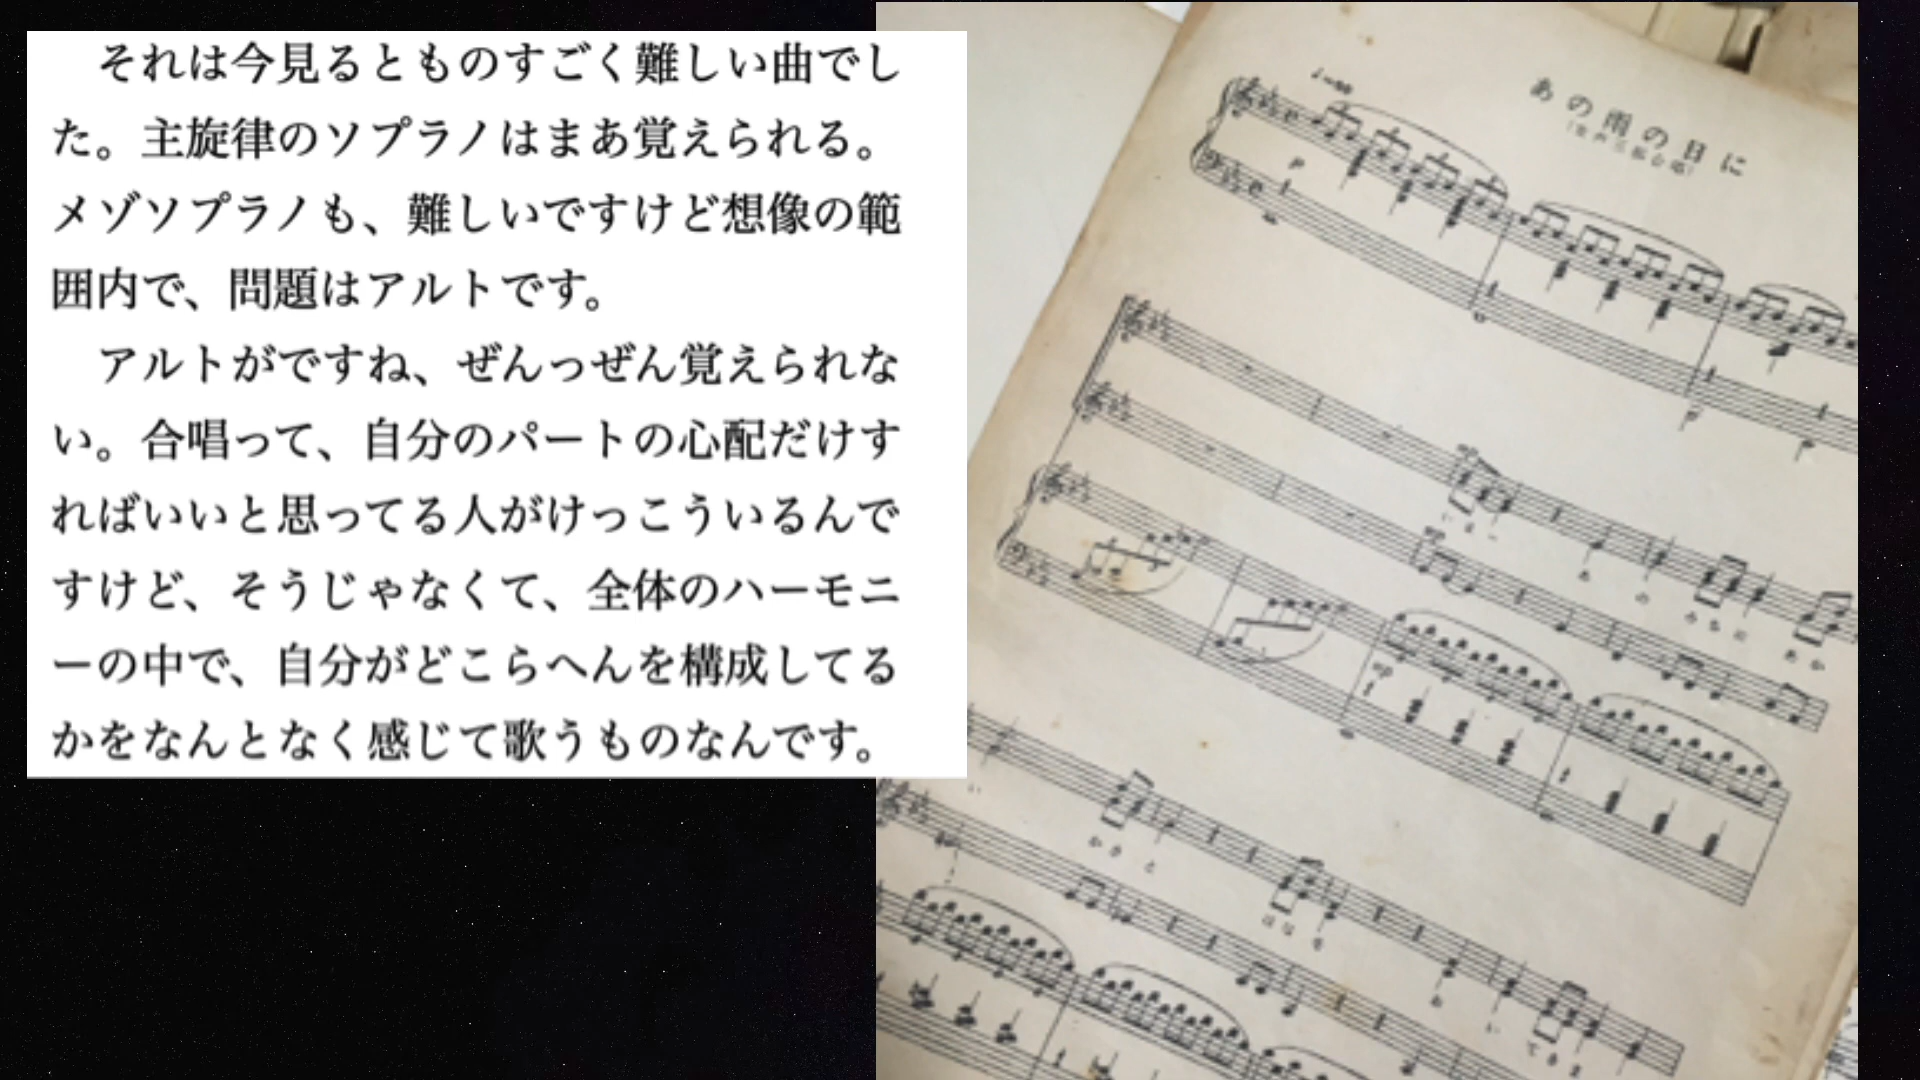 それは今見るとものすごく難しい曲でし
た。主旋律のソプラノはまあ覚えられる。
メゾソプラノも、難しいですけど想像の範
囲内で、問題はアルトです。
アルトがですね、ぜんっぜん覚えられな
い。合唱って、自分のパートの心配だけす
ればいいと思ってる人がけっこういるんで
すけど、そうじゃなくて、全体のハーモニ
ーの中で、自分がどこらへんを構成してる
かをなんとなく感じて歌うものなんです。
あの雨の日に
p
mp
mp
mp
かさと
はなを